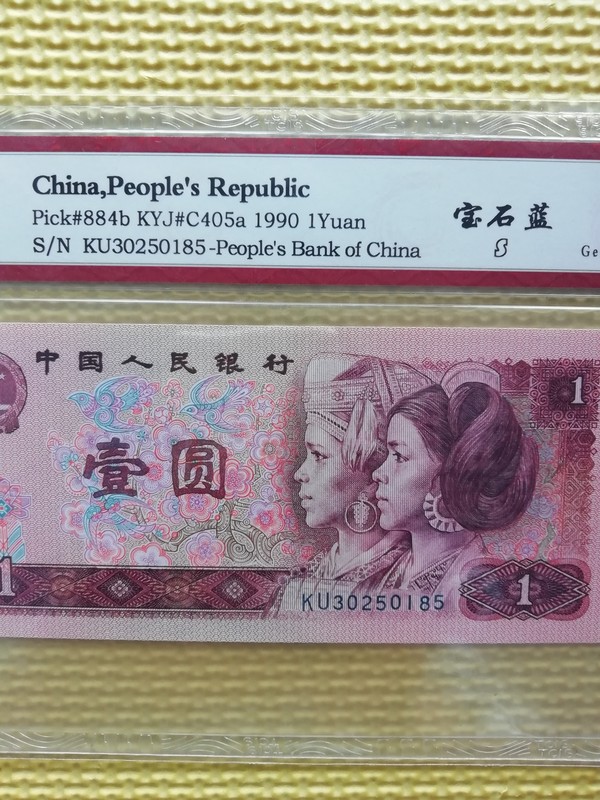 China,People's Republic
Pick#884b KYJ#C405a 1990 1Yuan
S/N KU30250185-People's Bank of China
宝石蓝
S
Ge
中国人民银行
1
壹圆
1
KU30250185
1